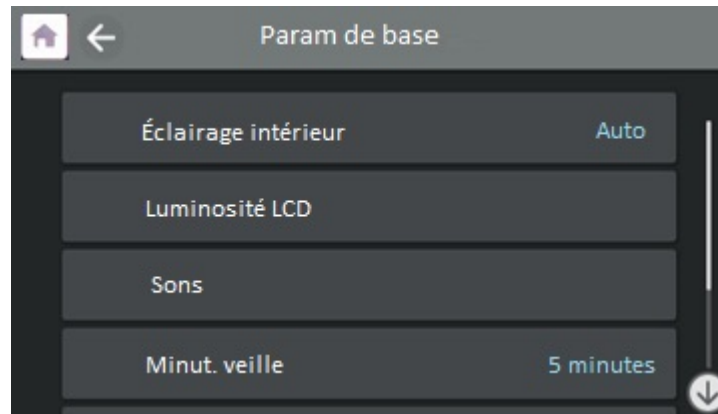 Param de base
Éclairage intérieur Auto
Luminosité LCD
Sons
Minut. veille 5 minutes